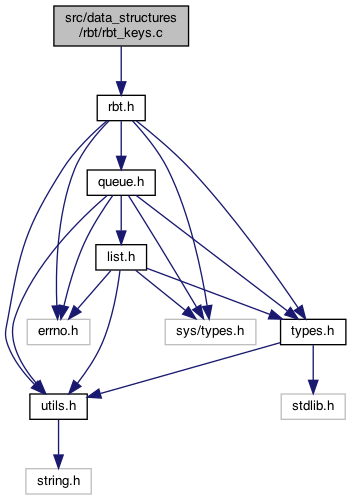 src/data_structures
/rbt/rbt_keys.c
rbt.h
queue.h
list.h
errno.h
sys/types.h
types.h
utils.h
stdlib.h
string.h